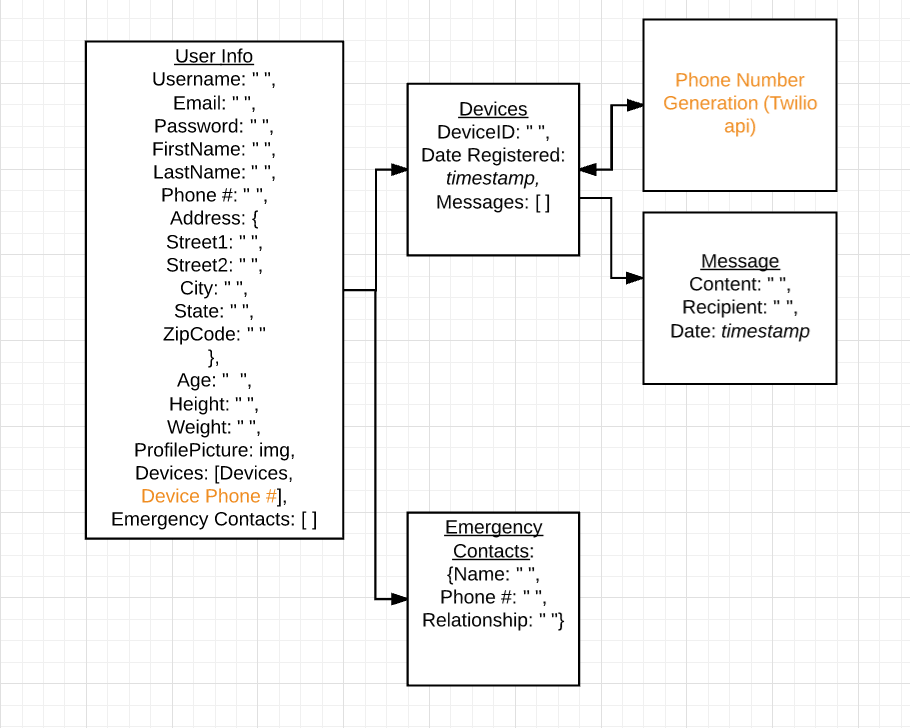 User Info
Username: " ",
Email: " ",
Password: " ",
FirstName: " ",
LastName: " ",
Phone #: " ",
Address: {
Street1: " ",
Street2: " ",
City: " ",
State: " ",
ZipCode: " "
},
Age: "  ",
Height: " ",
Weight: " ",
ProfilePicture: img,
Devices: [Devices,
Device Phone #],
Emergency Contacts: [ ]
Devices
DeviceID: " ",
Date Registered:
timestamp,
Messages: [ ]
Phone Number
Generation (Twilio
api)
Message
Content: " ",
Recipient: " ",
Date: timestamp
Emergency
Contacts:
{Name: " ",
Phone #: " ",
Relationship: " "}